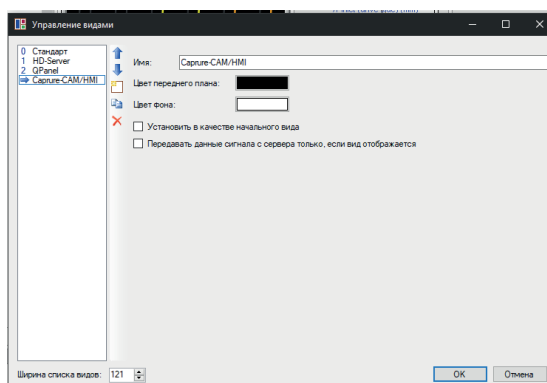 Управление видами
0 Стандарт
1 HD-Server
2 QPanel
Caprure-CAM/HMI
Имя: Caprure-CAM/HMI
Цвет переднего плана:
Цвет фона:
Установить в качестве начального вида
Передавать данные сигнала с сервера только, если вид отображается
Ширина списка видов: 121
OK Отмена